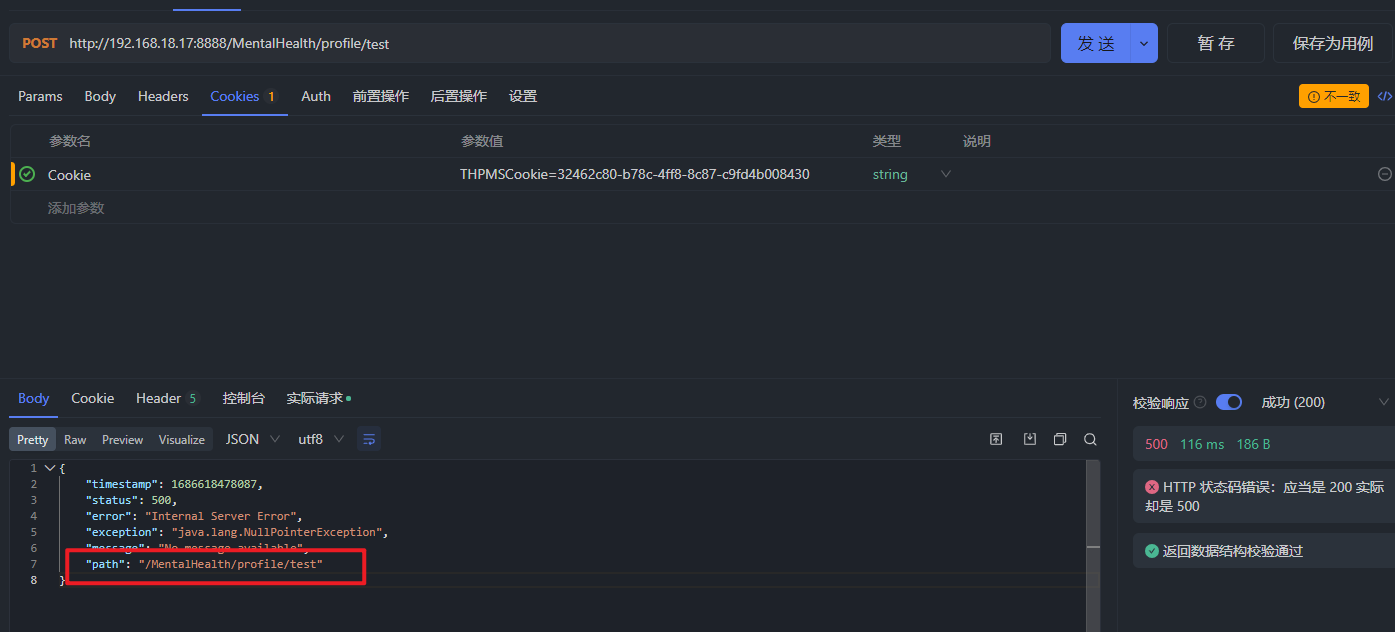 POST http://192.168.18.17:8888/MentalHealth/profile/test 发 送 暂 存 保存为用例
Params Body Headers Cookies 1 Auth 前置操作 后置操作 设置 不一致 </>
参数名 参数值 类型 说明
Cookie THPMSCookie=32462c80-b78c-4ff8-8c87-c9fd4b008430 string
添加参数
Body Cookie Header 5 控制台 实际请求 校验响应 ? 成功 (200)
Pretty Raw Preview Visualize JSON utf8 500 116 ms 186 B
1 {
2 "timestamp": 1686618478087,
3 "status": 500,
4 "error": "Internal Server Error",
5 "exception": "java.lang.NullPointerException",
6 "message": "No message available",
7 "path": "/MentalHealth/profile/test"
8 }
HTTP 状态码错误：应当是 200 实际
却是 500
返回数据结构校验通过